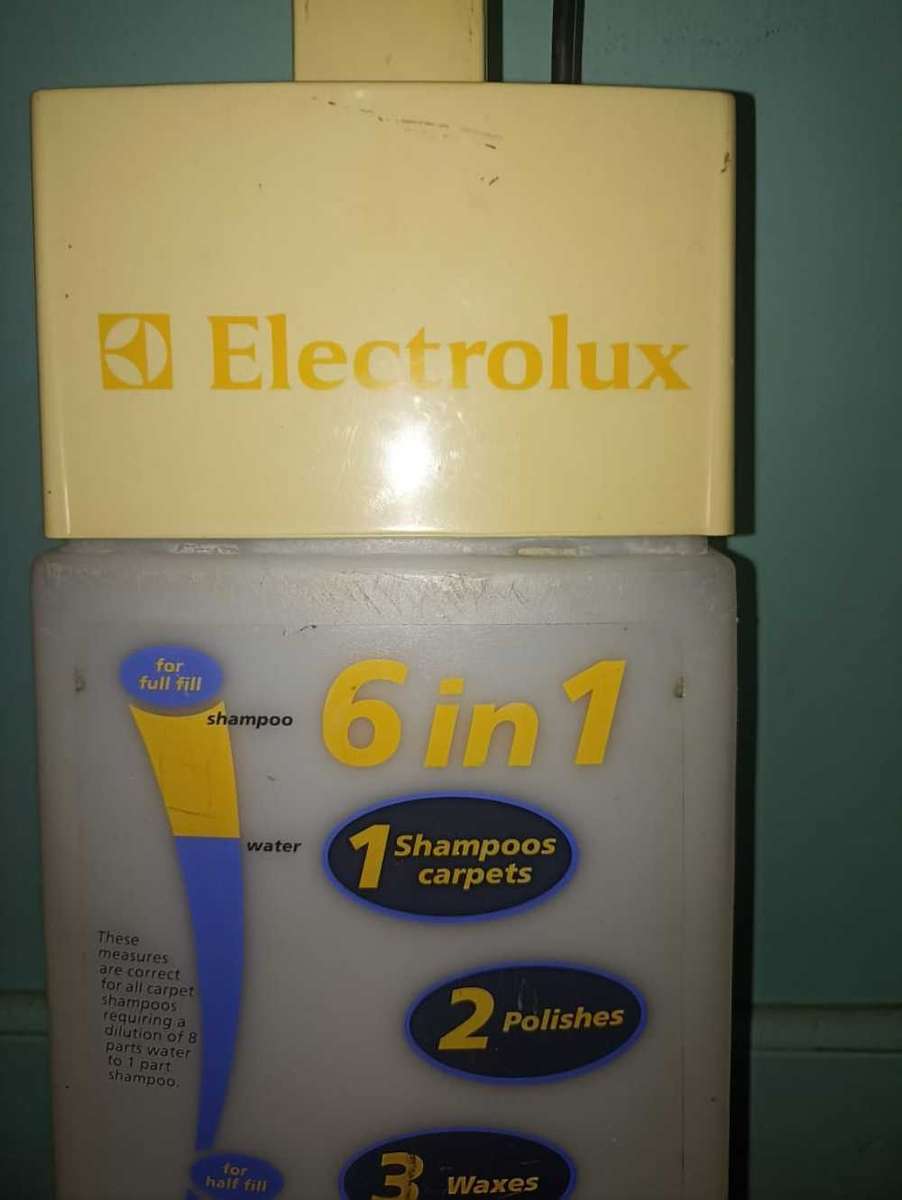 Electrolux
for
full fill
shampoo
6 in 1
water
1 Shampoos
carpets
These
measures
are correct
for all carpet
shampoos
requiring a
dilution of 8
parts water
to 1 part
shampoo.
2 Polishes
for
half fill
3 Waxes